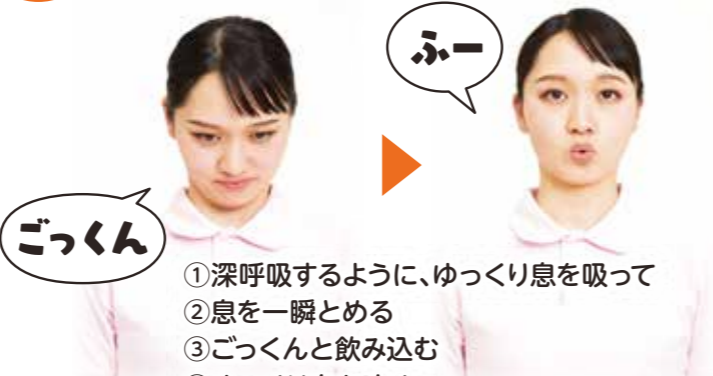 ふー
ごっくん
①深呼吸するように、ゆっくり息を吸って
②息を一瞬とめる
③ごっくんと飲み込む